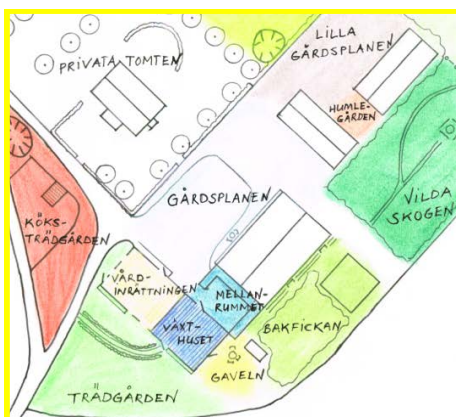 PRIVATA TOMTEN
LILLA
GÅRDSPLANEN
HUMLE-
GÅRDEN
VILDA
SKOGEN
GÅRDSPLANEN
KÖKS-
TRÄDGÅRDEN
VÅRD-
INRÄTTNINGEN
MELLAN-
RUMMET
VÄXT-
HUSET
BAKFICKAN
GAVELN
TRÄDGÅRDEN